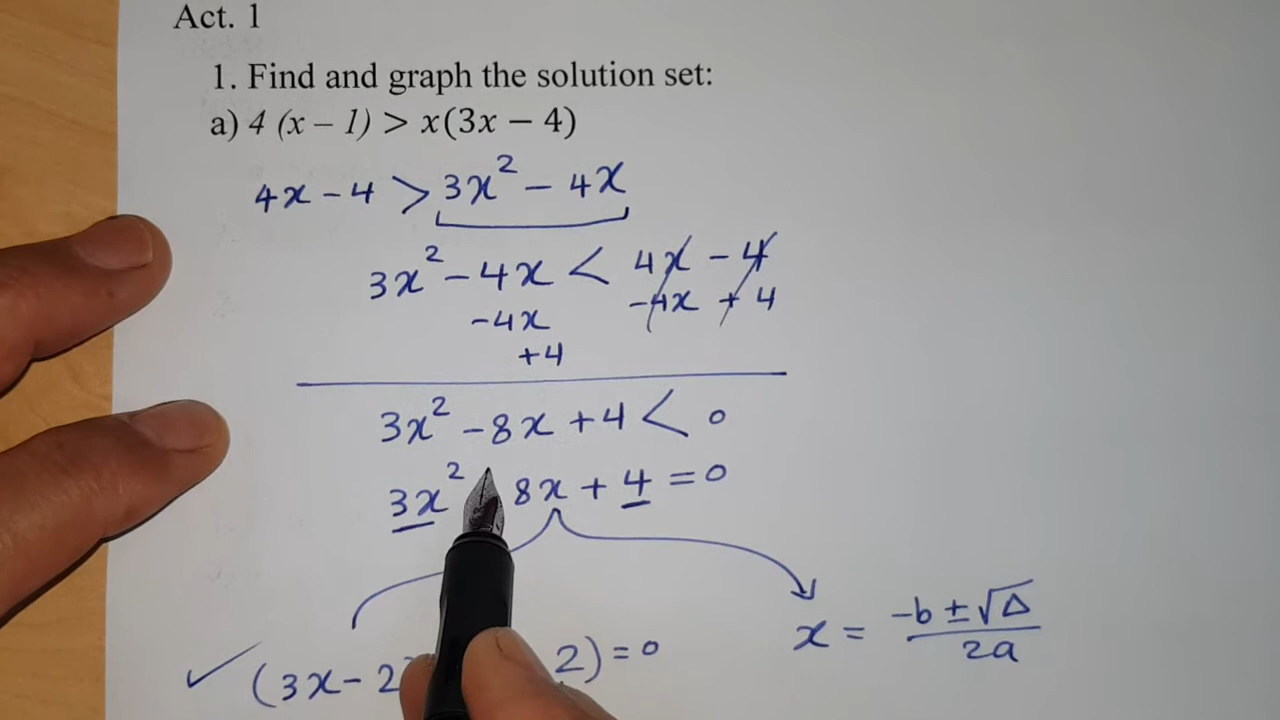 Act. 1
1. Find and graph the solution set:
a) 4 (x – 1) > x(3x − 4)
4x - 4 > 3x² - 4x
3x² - 4x < 4x - 4
-4x -4x + 4
+4
3x² - 8x + 4 < 0
3x² 8x + 4 = 0
x = -b ± √Δ / 2a
(3x - 2 2) = 0